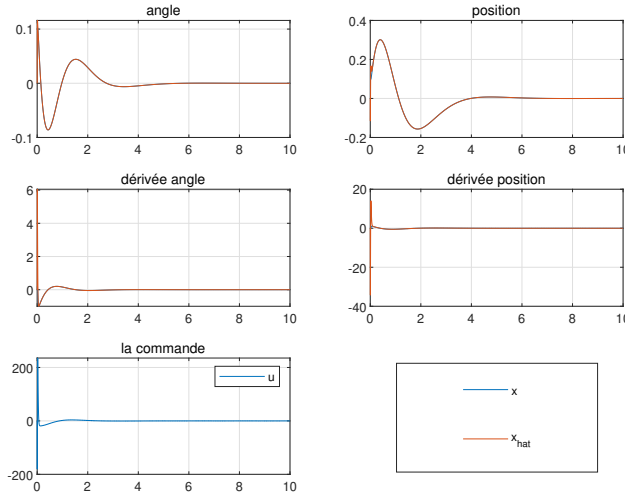 angle
0.1
0
-0.1
0 2 4 6 8 10
position
0.4
0.2
0
-0.2
0 2 4 6 8 10
dérivée angle
6
4
2
0
0 2 4 6 8 10
dérivée position
20
0
-20
-40
0 2 4 6 8 10
la commande
200
0
-200
0 2 4 6 8 10
u
x
x_hat